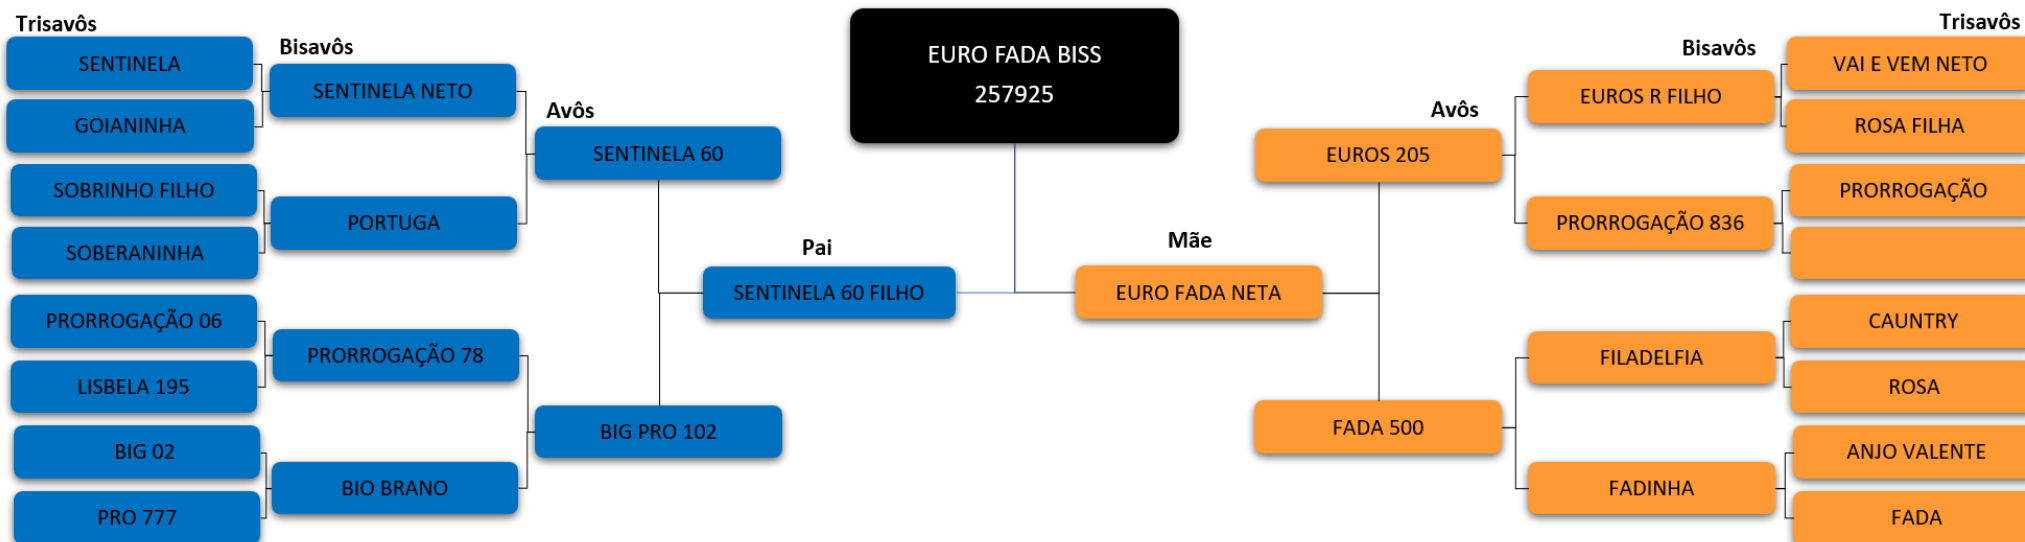 Trisavôs
Bisavôs
SENTINELA
GOIANINHA
SENTINELA NETO
SOBRINHO FILHO
SOBERANINHA
PORTUGA
Avôs
SENTINELA 60
PRORROGAÇÃO 06
LISBELA 195
PRORROGAÇÃO 78
BIG 02
PRO 777
BIO BRANO
BIG PRO 102
Pai
SENTINELA 60 FILHO
EURO FADA BISS
257925
Mãe
EURO FADA NETA
Avôs
EUROS 205
FADA 500
Bisavôs
EUROS R FILHO
PRORROGAÇÃO 836
FILADELFIA
FADINHA
Trisavôs
VAI E VEM NETO
ROSA FILHA
PRORROGAÇÃO
CAUNTRY
ROSA
ANJO VALENTE
FADA